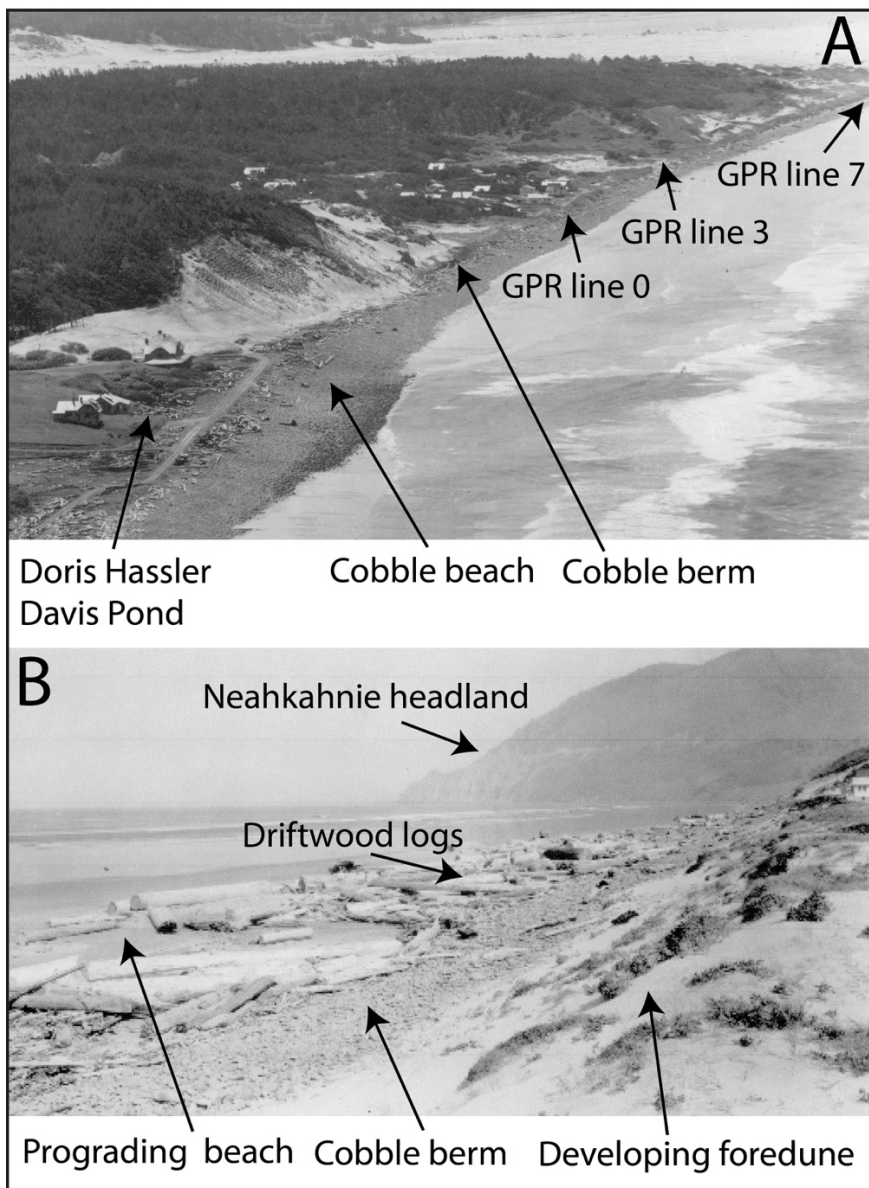 A
GPR line 7
GPR line 3
GPR line 0
Doris Hassler
Davis Pond
Cobble beach
Cobble berm
B
Neahkahnie headland
Driftwood logs
Prograding beach
Cobble berm
Developing foredune